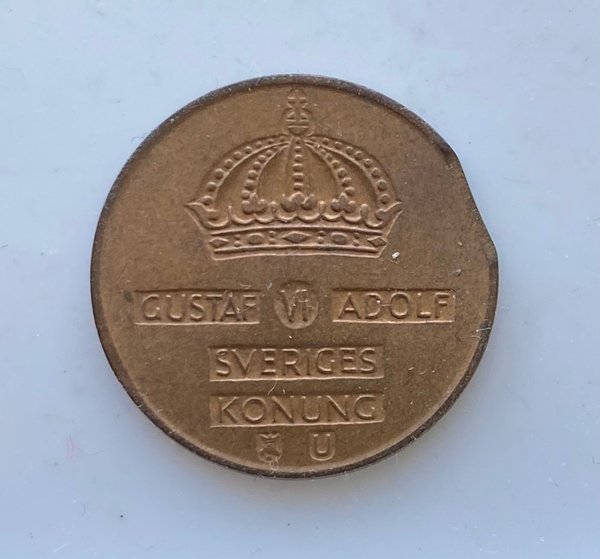 GUSTAF VI ADOLF
SVERIGES
KONUNG
U